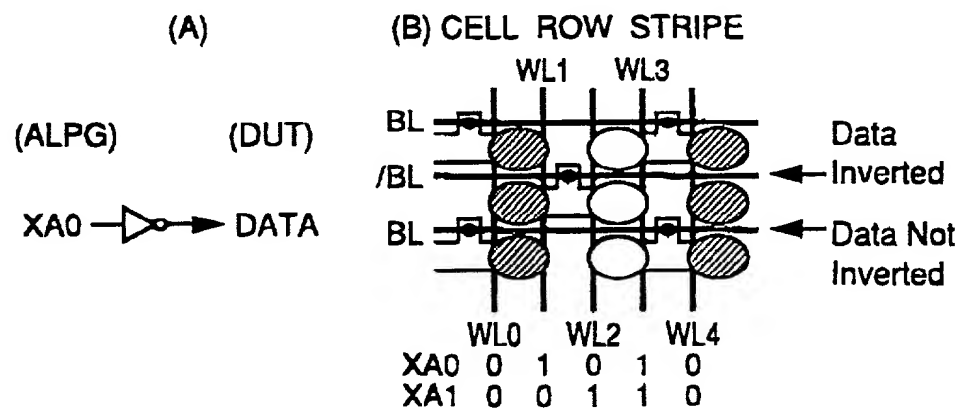 (A)
(B) CELL ROW STRIPE
WL1 WL3
(ALPG) (DUT)
XA0 DATA
BL
/BL
BL
Data
Inverted
Data Not
Inverted
WL0 WL2 WL4
XA0 0 1 0 1 0
XA1 0 0 1 1 0